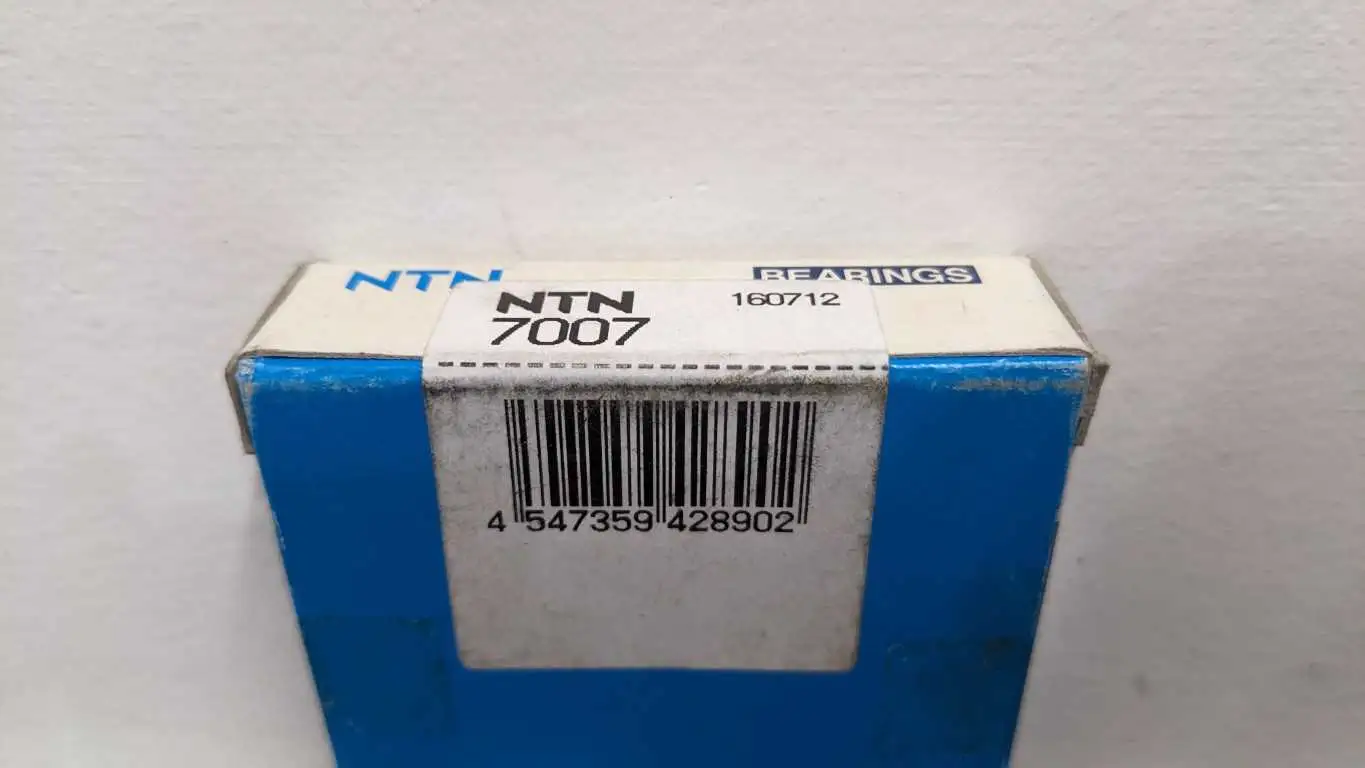 NTN BEARINGS
NTN 160712
7007
4 547359 428902